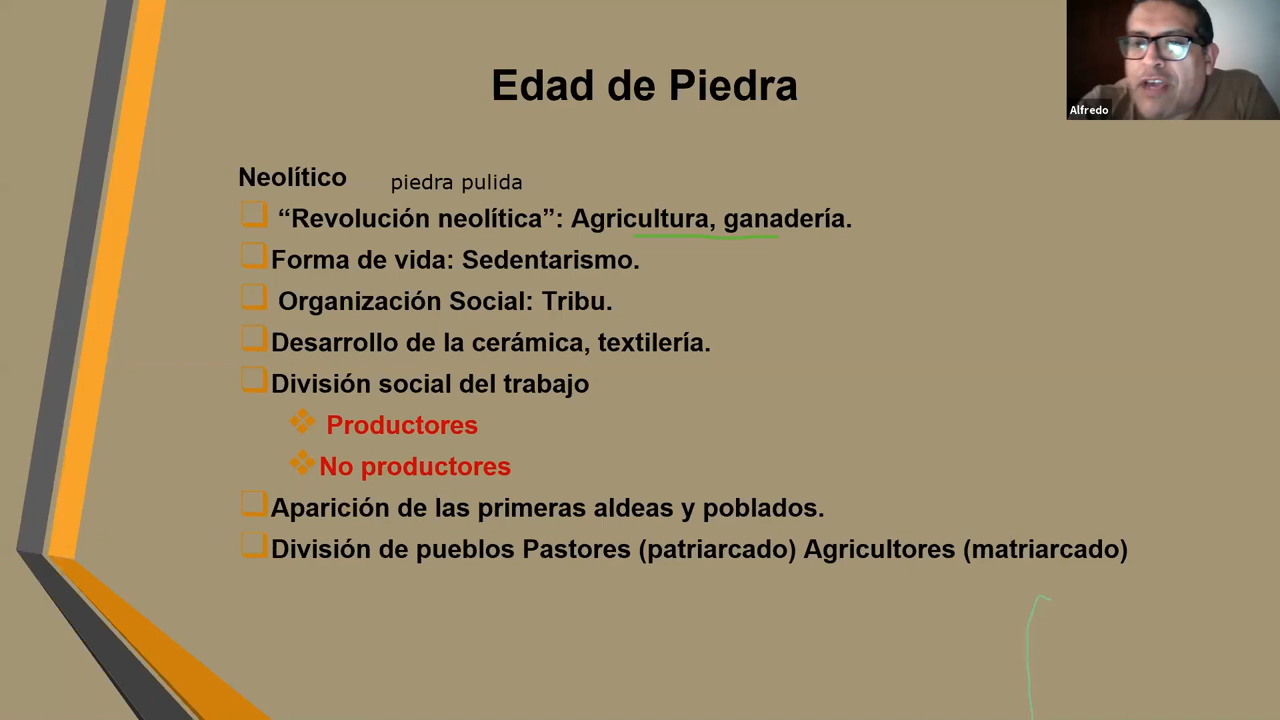 Edad de Piedra
Alfredo
Neolítico piedra pulida
“Revolución neolítica”: Agricultura, ganadería.
Forma de vida: Sedentarismo.
Organización Social: Tribu.
Desarrollo de la cerámica, textilería.
División social del trabajo
Productores
No productores
Aparición de las primeras aldeas y poblados.
División de pueblos Pastores (patriarcado) Agricultores (matriarcado)